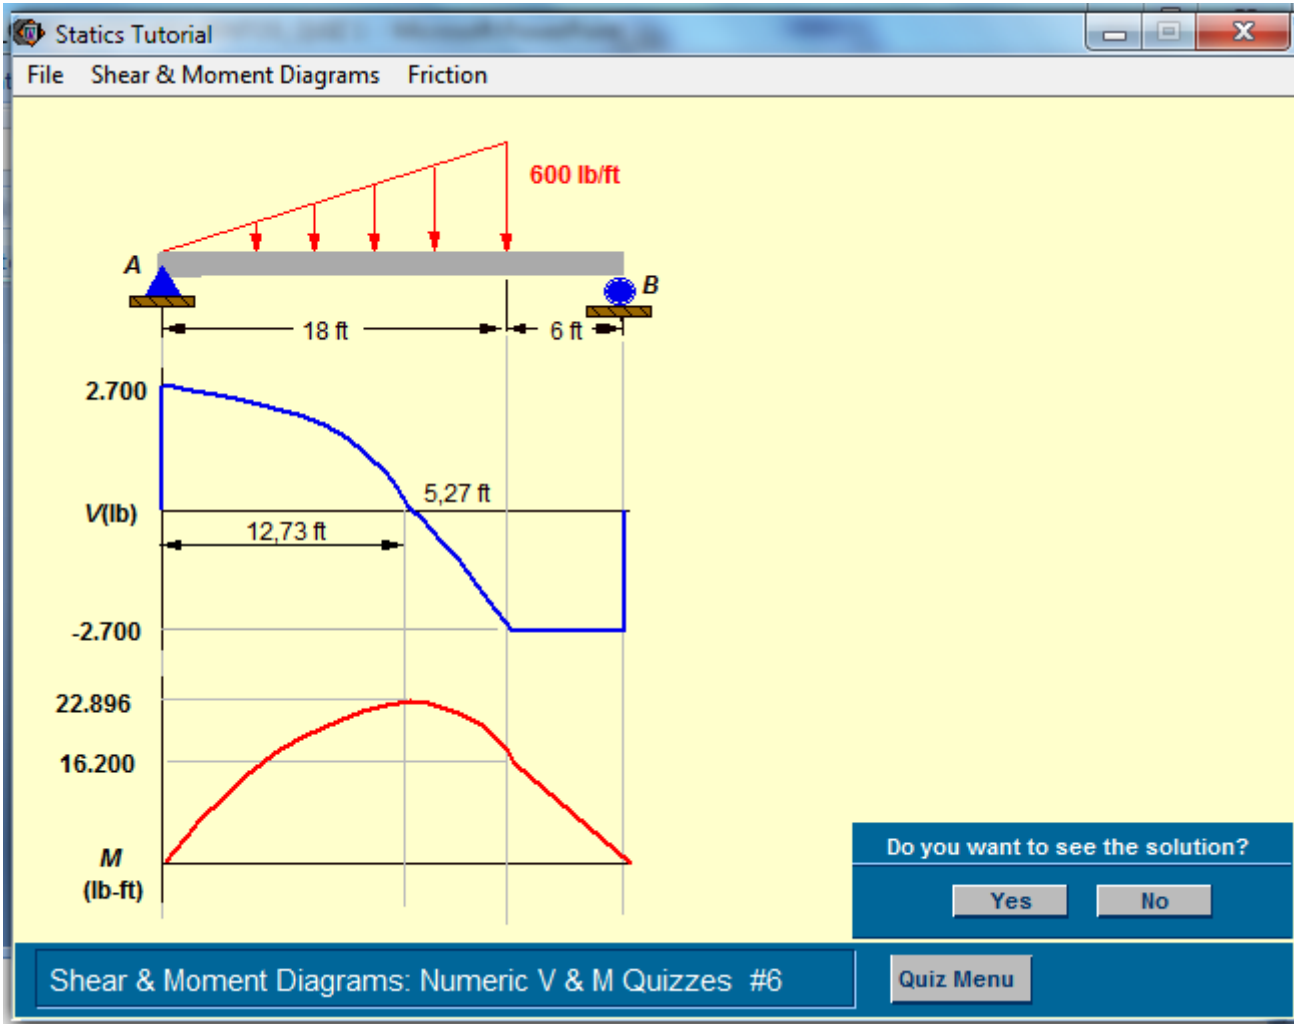 Statics Tutorial
File Shear & Moment Diagrams Friction
600 lb/ft
A
B
18 ft
6 ft
2.700
5,27 ft
V(lb)
12,73 ft
-2.700
22.896
16.200
M
(lb-ft)
Do you want to see the solution?
Yes No
Shear & Moment Diagrams: Numeric V & M Quizzes #6
Quiz Menu